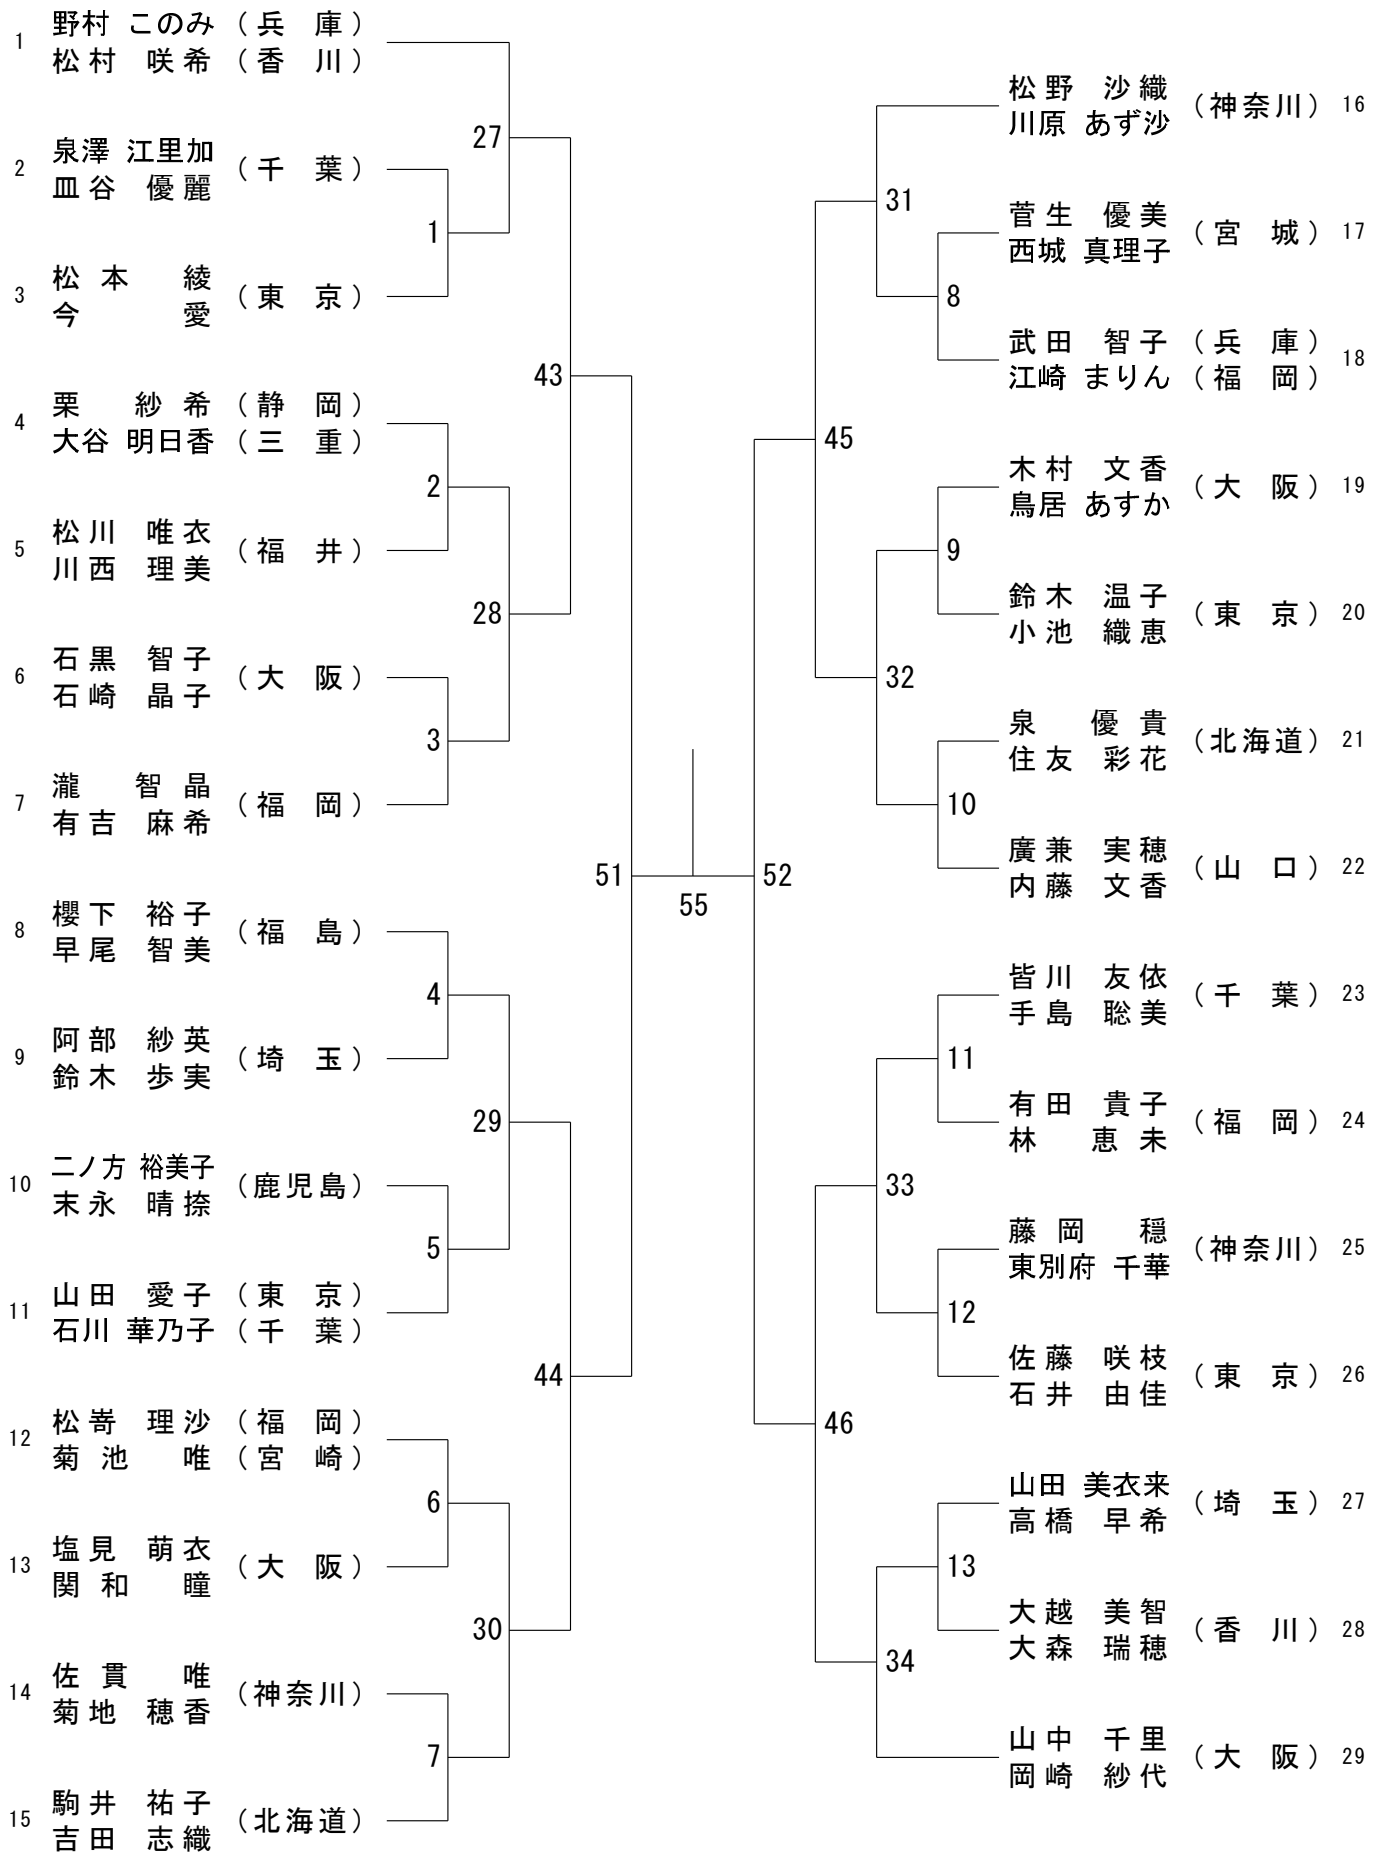 1 野村 このみ (兵 庫)
松村 咲希 (香 川)
2 泉澤 江里加 (千 葉)
皿谷 優麗
3 松本 綾 (東 京)
今 愛
4 栗 紗希 (静 岡)
大谷 明日香 (三 重)
5 松川 唯衣 (福 井)
川西 理美
6 石黒 智子 (大 阪)
石崎 晶子
7 瀧 智晶 (福 岡)
有吉 麻希
8 櫻下 裕子 (福 島)
早尾 智美
9 阿部 紗英 (埼 玉)
鈴木 歩実
10 二ノ方 裕美子 (鹿児島)
末永 晴捺
11 山田 愛子 (東 京)
石川 華乃子 (千 葉)
12 松嵜 理沙 (福 岡)
菊池 唯 (宮 崎)
13 塩見 萌衣 (大 阪)
関和 瞳
14 佐貫 唯 (神奈川)
菊地 穂香
15 駒井 祐子 (北海道)
吉田 志織
1
2
3
4
5
6
7
27
28
29
30
43
44
51
55
52
45
46
31
32
33
34
8
9
10
11
12
13
松野 沙織 (神奈川) 16
川原 あず沙
菅生 優美 (宮 城) 17
西城 真理子
武田 智子 (兵 庫) 18
江崎 まりん (福 岡)
木村 文香 (大 阪) 19
鳥居 あすか
鈴木 温子 (東 京) 20
小池 織恵
泉 優貴 (北海道) 21
住友 彩花
廣兼 実穂 (山 口) 22
内藤 文香
皆川 友依 (千 葉) 23
手島 聡美
有田 貴子 (福 岡) 24
林 恵未
藤岡 穏 (神奈川) 25
東別府 千華
佐藤 咲枝 (東 京) 26
石井 由佳
山田 美衣来 (埼 玉) 27
高橋 早希
大越 美智 (香 川) 28
大森 瑞穂
山中 千里 (大 阪) 29
岡崎 紗代